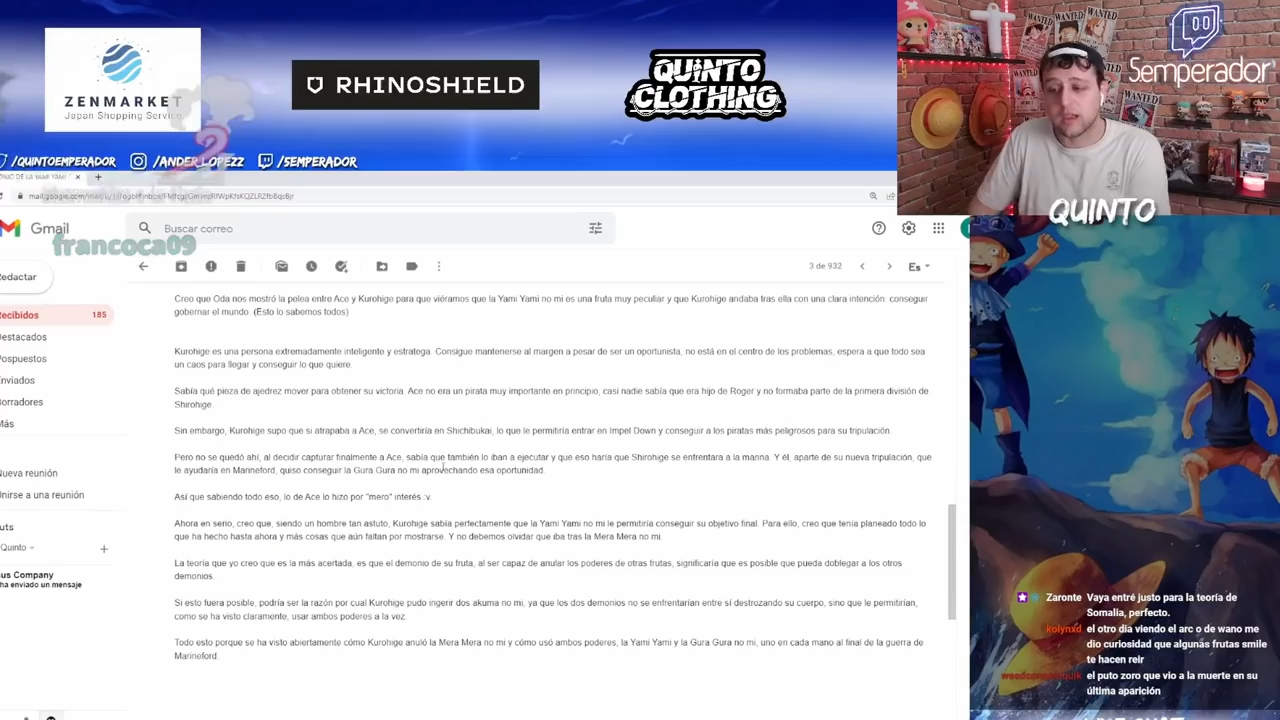 ZENMARKET
Japan Shopping Service
RHINOSHIELD
QUINTO
CLOTHING
/QUINTOEMPERADOR
/ANDER_LOPEZZ
/5EMPERADOR
WANTED
WANTED
5emperador
QUINTO
Gmail
francoca09
Buscar correo
Redactar
3 de 932
Es
Recibidos 185
Destacados
Pospuestos
Enviados
Borradores
Más
Nueva reunión
Unirse a una reunión
Quinto
ha enviado un mensaje
Creo que Oda nos mostró la pelea entre Ace y Kurohige para que viéramos que la Yami Yami no mi es una fruta muy peculiar y que Kurohige andaba tras ella con una clara intención. conseguir
gobernar el mundo. (Esto lo sabemos todos)
Kurohige es una persona extremadamente inteligente y estratega. Consigue mantenerse al margen a pesar de ser un oportunista, no está en el centro de los problemas, espera a que todo sea
un caos para llegar y conseguir lo que quiere.
Sabía qué pieza de ajedrez mover para obtener su victoria. Ace no era un pirata muy importante en principio, casi nadie sabía que era hijo de Roger y no formaba parte de la primera división de
Shirohige.
Sin embargo, Kurohige supo que si atrapaba a Ace, se convertiría en Shichibukai, lo que le permitiría entrar en Impel Down y conseguir a los piratas más peligrosos para su tripulación.
Pero no se quedó ahí, al decidir capturar finalmente a Ace, sabía que también lo iban a ejecutar y que eso haría que Shirohige se enfrentara a la marina. Y él, aparte de su nueva tripulación, que
le ayudaría en Marineford, quiso conseguir la Gura Gura no mi aprovechando esa oportunidad.
Así que sabiendo todo eso, lo de Ace lo hizo por "mero" interés :v
Ahora en serio, creo que, siendo un hombre tan astuto, Kurohige sabía perfectamente que la Yami Yami no mi le permitiría conseguir su objetivo final. Para ello, creo que tenía planeado todo lo
que ha hecho hasta ahora y más cosas que aún faltan por mostrarse. Y no debemos olvidar que iba tras la Mera Mera no mi.
La teoría que yo creo que es la más acertada, es que el demonio de su fruta, al ser capaz de anular los poderes de otras frutas, significaría que es posible que pueda doblegar a los otros
demonios.
Si esto fuera posible, podría ser la razón por cual Kurohige pudo ingerir dos akuma no mi, ya que los dos demonios no se enfrentarían entre sí destrozando su cuerpo, sino que le permitirían,
como se ha visto claramente, usar ambos poderes a la vez.
Todo esto porque se ha visto abiertamente cómo Kurohige anuló la Mera Mera no mi y cómo usó ambos poderes, la Yami Yami y la Gura Gura no mi, uno en cada mano al final de la guerra de
Marineford.
Zaronte Vaya entré justo para la teoría de
Somalia, perfecto.
kolynxd el otro dia viendo el arc o de wano me
dio curiosidad que algunas frutas smile
te hacen reir
el puto zoro que vio a la muerte en su
última aparición